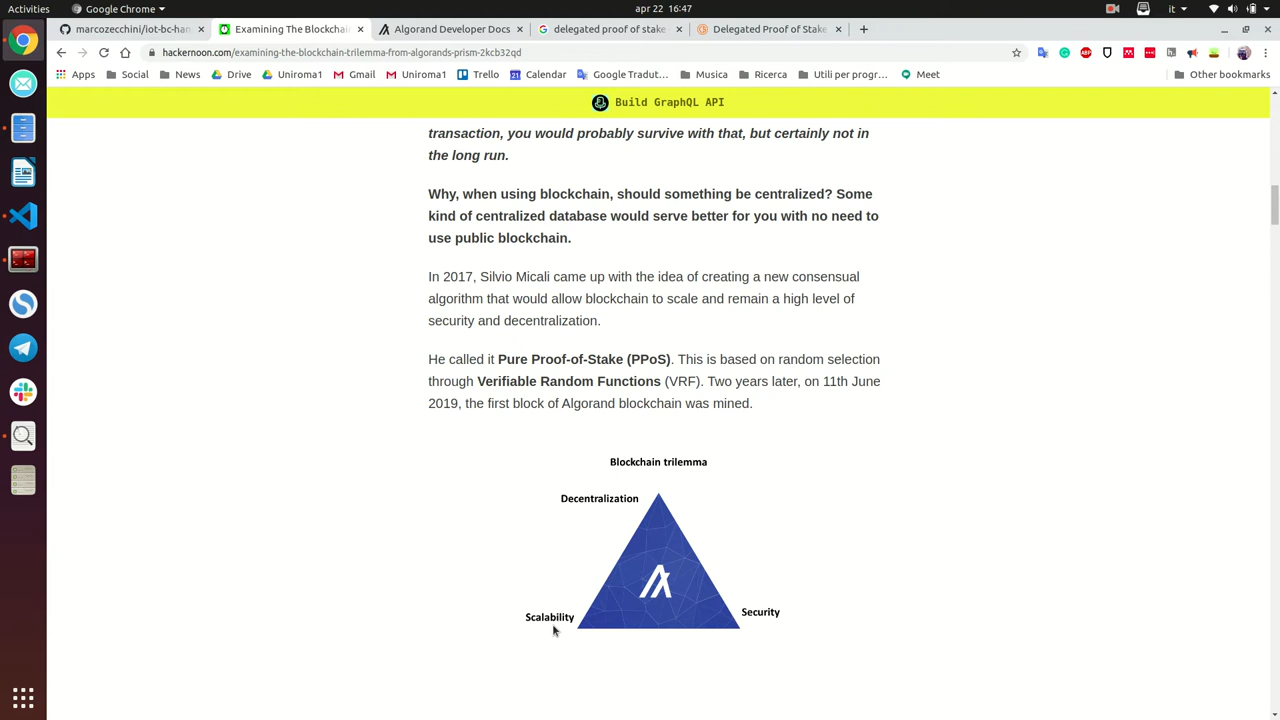 Activities
Google Chrome
apr 22 16:47
it
marcozecchini/iot-bc-han
Examining The Blockchain
Algorand Developer Docs
delegated proof of stake
Delegated Proof of Stake
hackernoon.com/examining-the-blockchain-trilemma-from-algorands-prism-2kcb32qd
Apps
Social
News
Drive
Uniroma1
Gmail
Uniroma1
Trello
Calendar
Google Tradut...
Musica
Ricerca
Utili per progr...
Meet
Other bookmarks
Build GraphQL API
transaction, you would probably survive with that, but certainly not in
the long run.
Why, when using blockchain, should something be centralized? Some
kind of centralized database would serve better for you with no need to
use public blockchain.
In 2017, Silvio Micali came up with the idea of creating a new consensual
algorithm that would allow blockchain to scale and remain a high level of
security and decentralization.
He called it Pure Proof-of-Stake (PPoS). This is based on random selection
through Verifiable Random Functions (VRF). Two years later, on 11th June
2019, the first block of Algorand blockchain was mined.
Blockchain trilemma
Decentralization
Scalability
Security